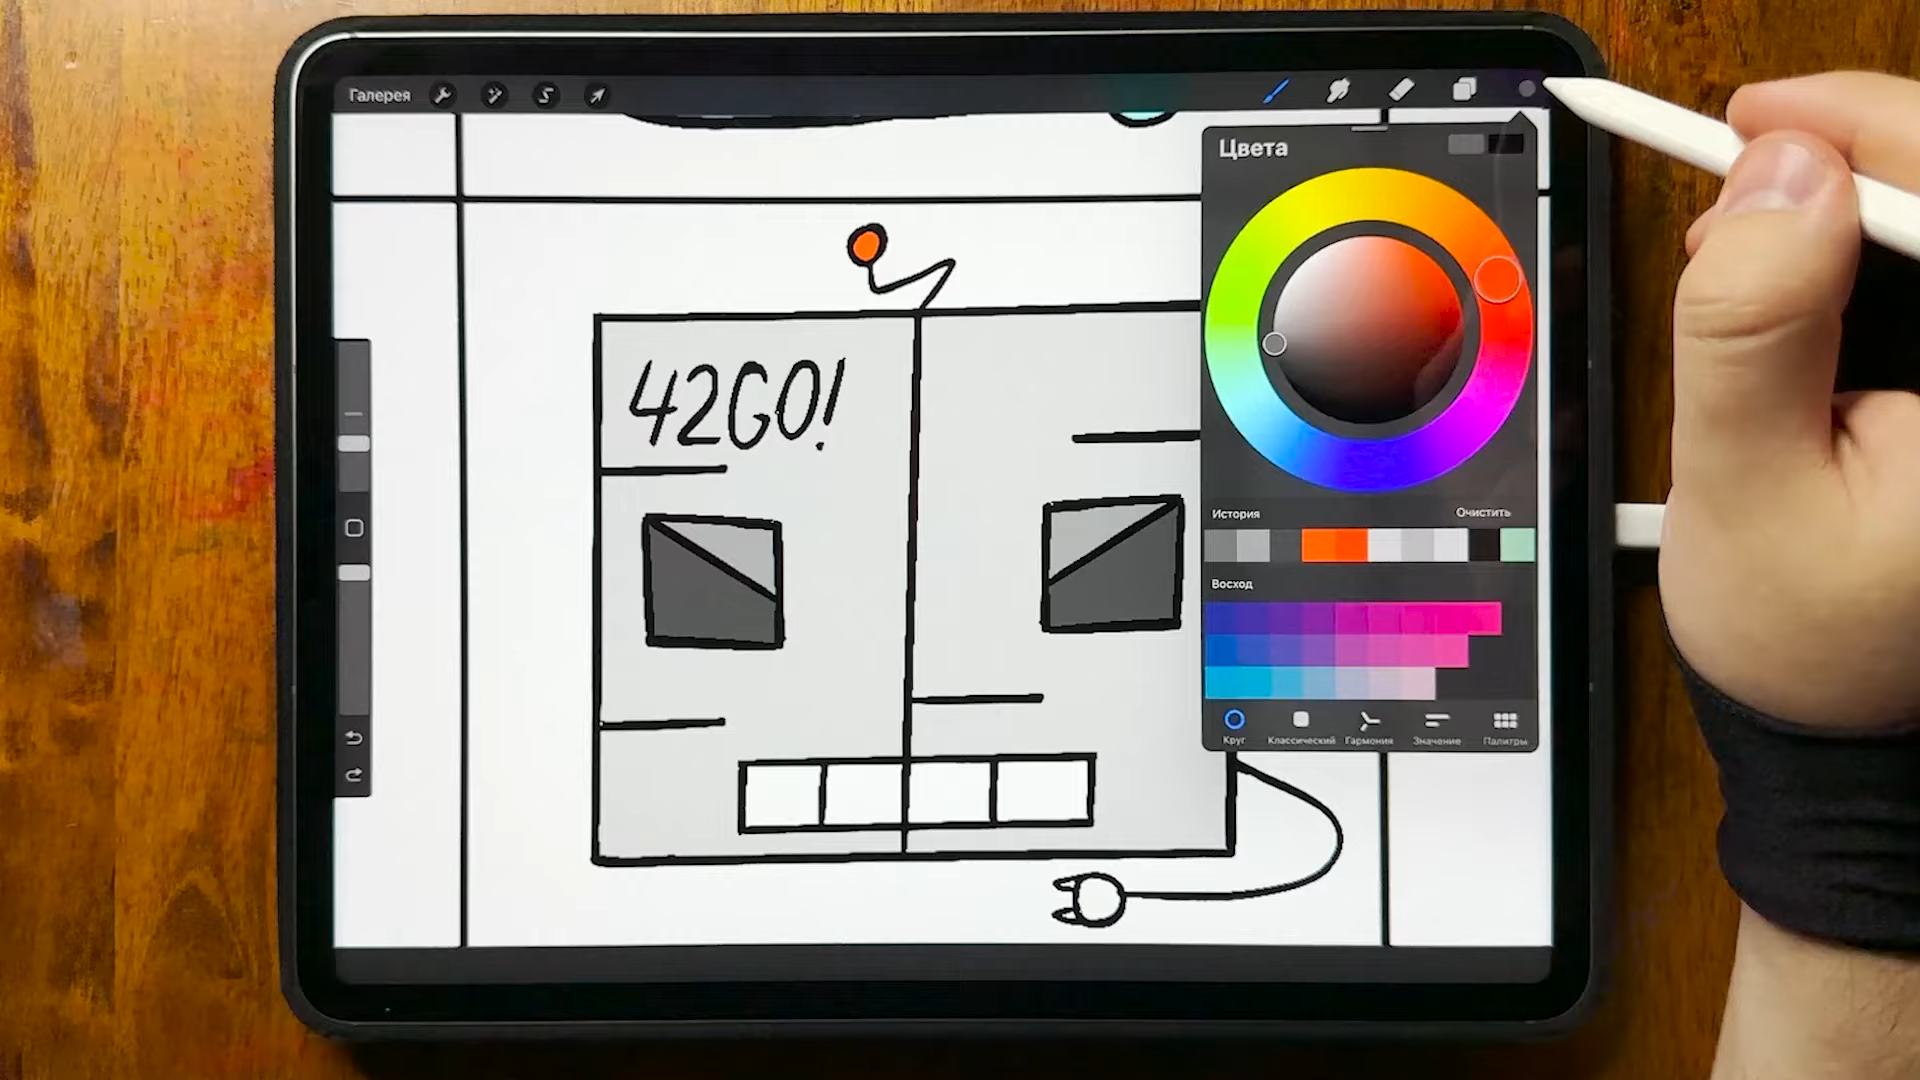 Галерея
Цвета
42GO!
История
Очистить
Восход
Круг
Классический
Гармония
Значение
Палитры